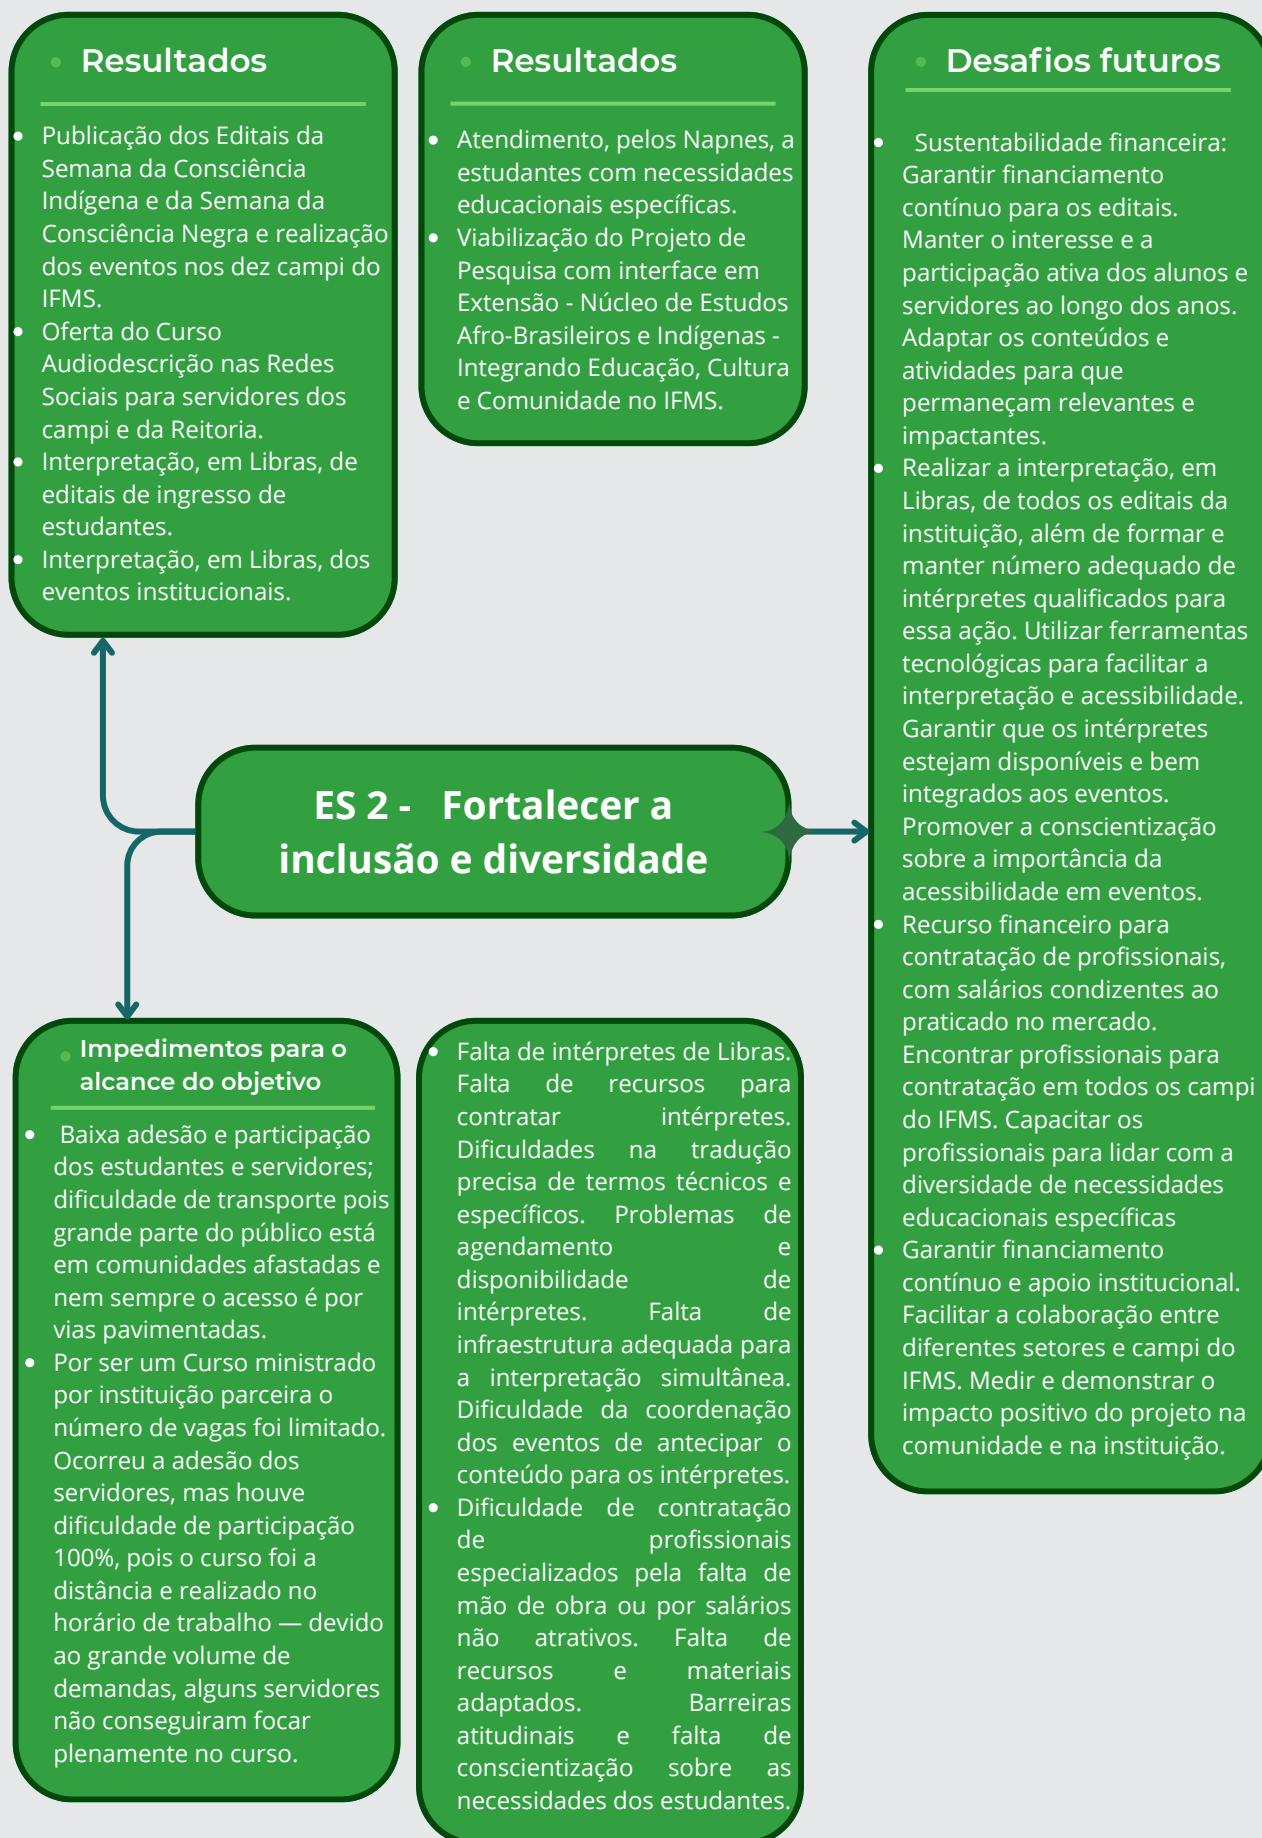 Resultados
Publicação dos Editais da
Semana da Consciência
Indígena e da Semana da
Consciência Negra e realização
dos eventos nos dez campi do
IFMS.
Oferta do Curso
Audiodescrição nas Redes
Sociais para servidores dos
campi e da Reitoria.
Interpretação, em Libras, de
editais de ingresso de
estudantes.
Interpretação, em Libras, dos
eventos institucionais.
Resultados
Atendimento, pelos Napnes, a
estudantes com necessidades
educacionais específicas.
Viabilização do Projeto de
Pesquisa com interface em
Extensão - Núcleo de Estudos
Afro-Brasileiros e Indígenas -
Integrando Educação, Cultura
e Comunidade no IFMS.
Desafios futuros
Sustentabilidade financeira:
Garantir financiamento
contínuo para os editais.
Manter o interesse e a
participação ativa dos alunos e
servidores ao longo dos anos.
Adaptar os conteúdos e
atividades para que
permaneçam relevantes e
impactantes.
Realizar a interpretação, em
Libras, de todos os editais da
instituição, além de formar e
manter número adequado de
intérpretes qualificados para
essa ação. Utilizar ferramentas
tecnológicas para facilitar a
interpretação e acessibilidade.
Garantir que os intérpretes
estejam disponíveis e bem
integrados aos eventos.
Promover a conscientização
sobre a importância da
acessibilidade em eventos.
Recurso financeiro para
contratação de profissionais,
com salários condizentes ao
praticado no mercado.
Encontrar profissionais para
contratação em todos os campi
do IFMS. Capacitar os
profissionais para lidar com a
diversidade de necessidades
educacionais específicas
Garantir financiamento
contínuo e apoio institucional.
Facilitar a colaboração entre
diferentes setores e campi do
IFMS. Medir e demonstrar o
impacto positivo do projeto na
comunidade e na instituição.
ES 2 - Fortalecer a
inclusão e diversidade
Impedimentos para o
alcance do objetivo
Baixa adesão e participação
dos estudantes e servidores;
dificuldade de transporte pois
grande parte do público está
em comunidades afastadas e
nem sempre o acesso é por
vias pavimentadas.
Por ser um Curso ministrado
por instituição parceira o
número de vagas foi limitado.
Ocorreu a adesão dos
servidores, mas houve
dificuldade de participação
100%, pois o curso foi a
distância e realizado no
horário de trabalho — devido
ao grande volume de
demandas, alguns servidores
não conseguiram focar
plenamente no curso.
Falta de intérpretes de Libras.
Falta de recursos para
contratar intérpretes.
Dificuldades na tradução
precisa de termos técnicos e
específicos. Problemas de
agendamento e
disponibilidade de
intérpretes. Falta de
infraestrutura adequada para
a interpretação simultânea.
Dificuldade da coordenação
dos eventos de antecipar o
conteúdo para os intérpretes.
Dificuldade de contratação
de profissionais
especializados pela falta de
mão de obra ou por salários
não atrativos. Falta de
recursos e materiais
adaptados. Barreiras
atitudinais e falta de
conscientização sobre as
necessidades dos estudantes.